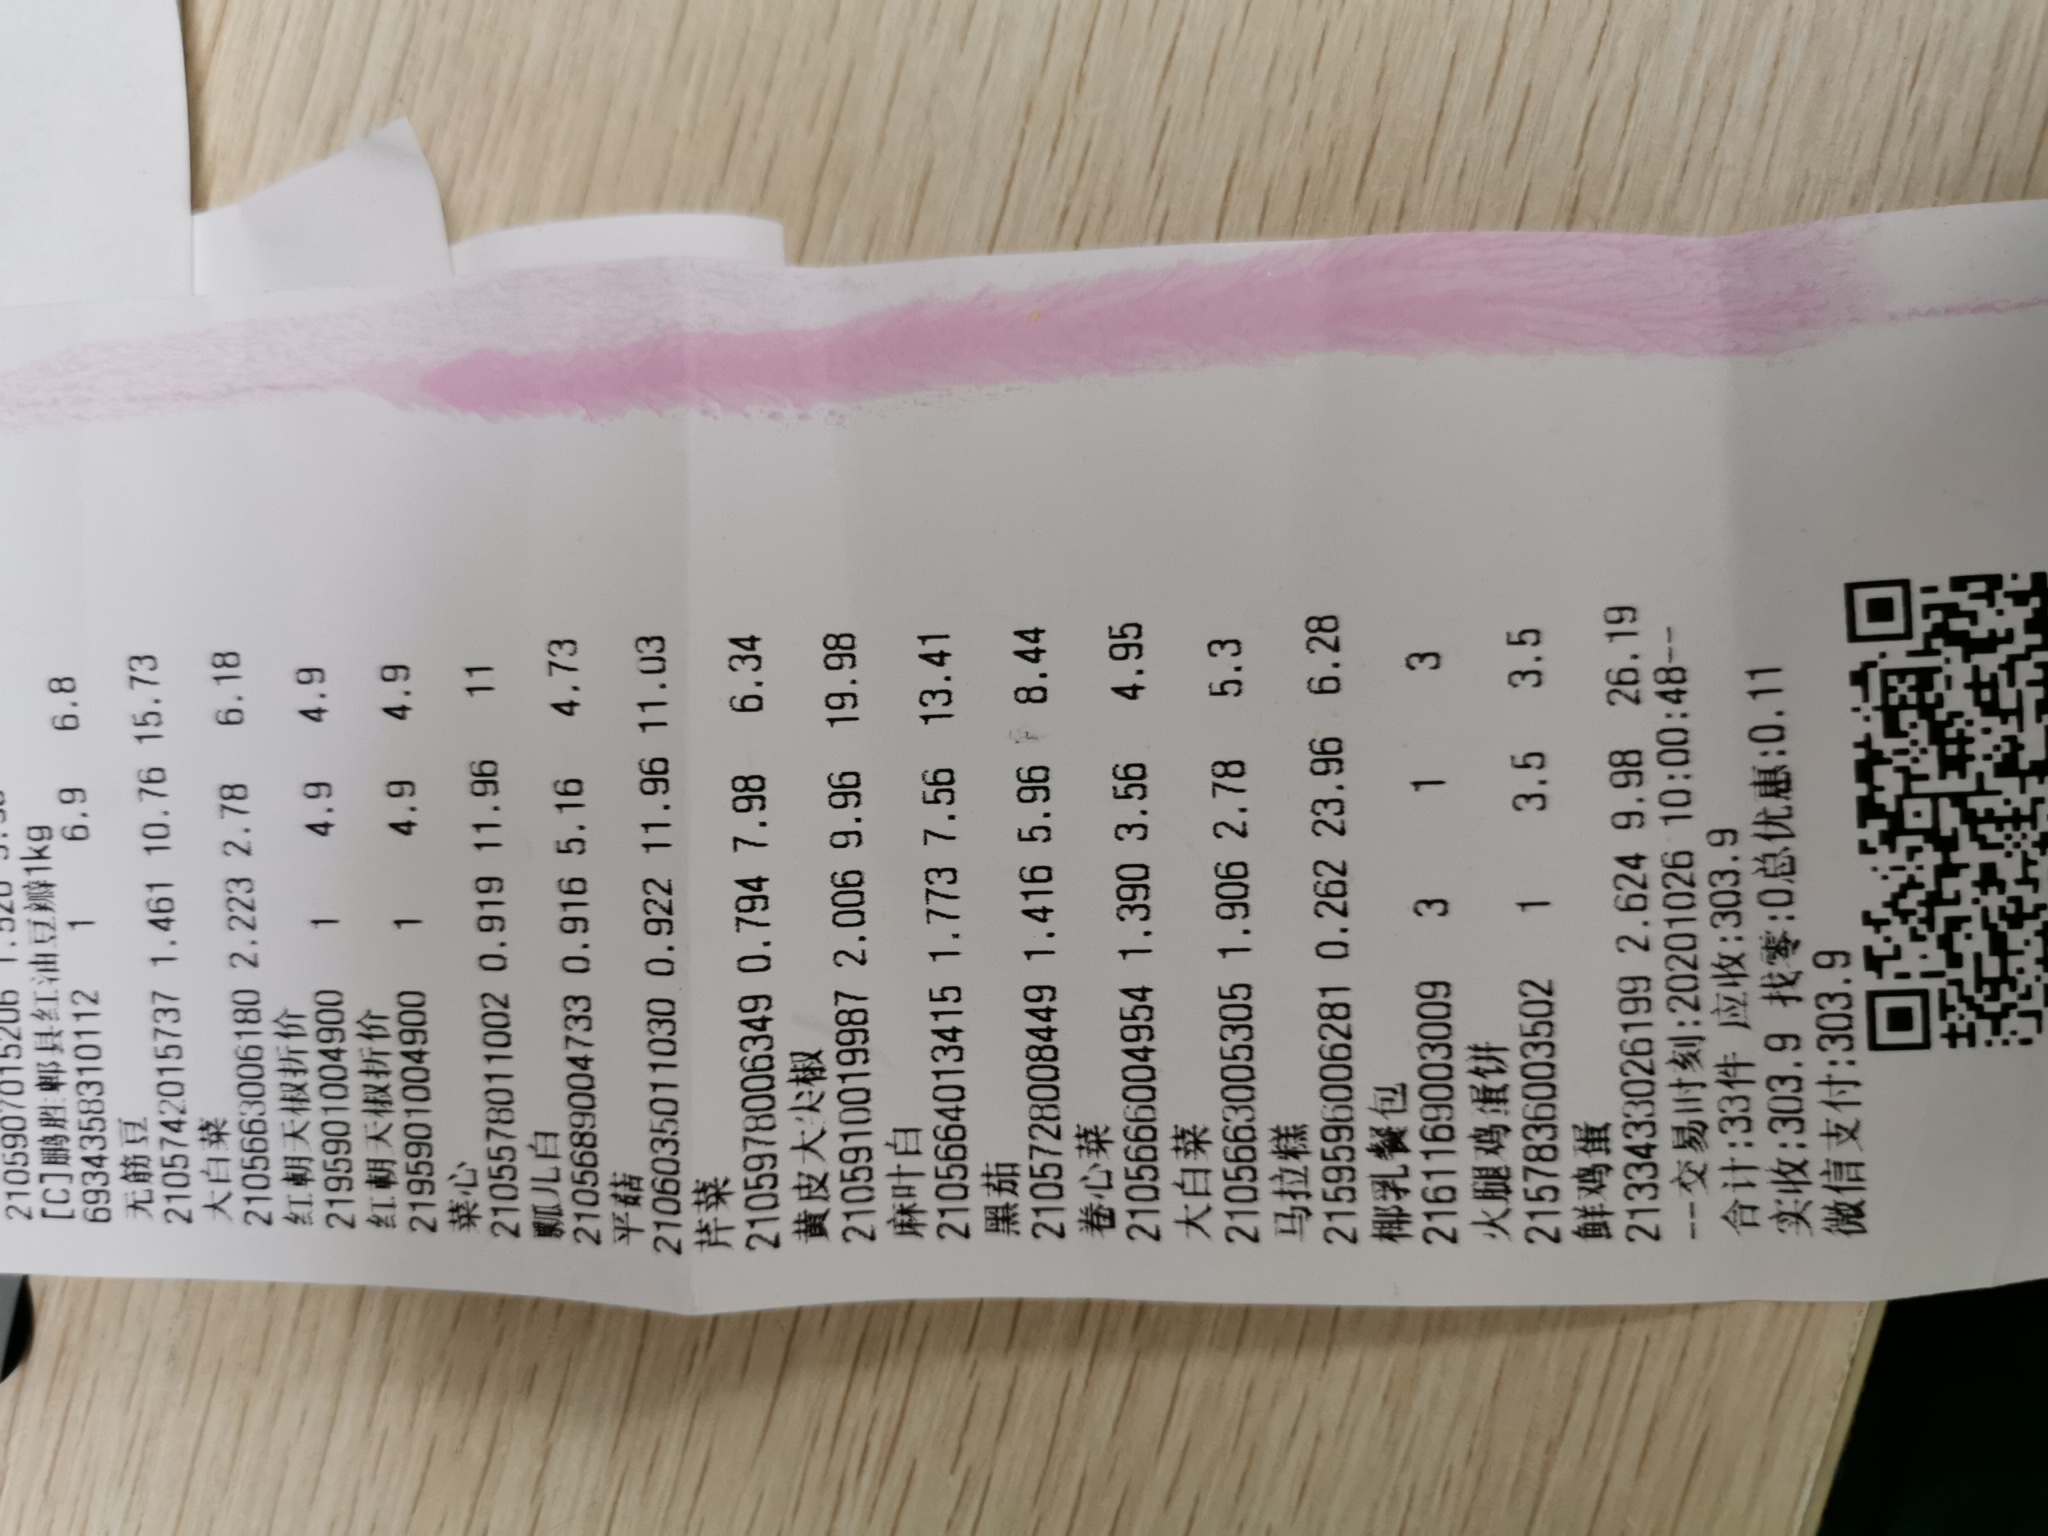 2105907015206 1.520
[C]鹏胜:郫县红油豆瓣1kg
6934358310112 1 6.9 6.8
无筋豆
2105742015737 1.461 10.76 15.73
大白菜
2105663006180 2.223 2.78 6.18
红朝天椒折价
2195901004900 1 4.9 4.9
红朝天椒折价
2195901004900 1 4.9 4.9
菜心
2105578011002 0.919 11.96 11
瓢儿白
2105689004733 0.916 5.16 4.73
平菇
2106035011030 0.922 11.96 11.03
芹菜
2105978006349 0.794 7.98 6.34
黄皮大尖椒
2105910019987 2.006 9.96 19.98
麻叶白
2105664013415 1.773 7.56 13.41
黑茄
2105728008449 1.416 5.96 8.44
卷心菜
2105666004954 1.390 3.56 4.95
大白菜
2105663005305 1.906 2.78 5.3
马拉糕
2159596006281 0.262 23.96 6.28
椰乳餐包
2161169003009 3 1 3
火腿鸡蛋饼
2157836003502 1 3.5 3.5
鲜鸡蛋
2133433026199 2.624 9.98 26.19
--交易时刻:20201026 10:00:48--
合计:33件 应收:303.9
实收:303.9 找零:0总优惠:0.11
微信支付:303.9